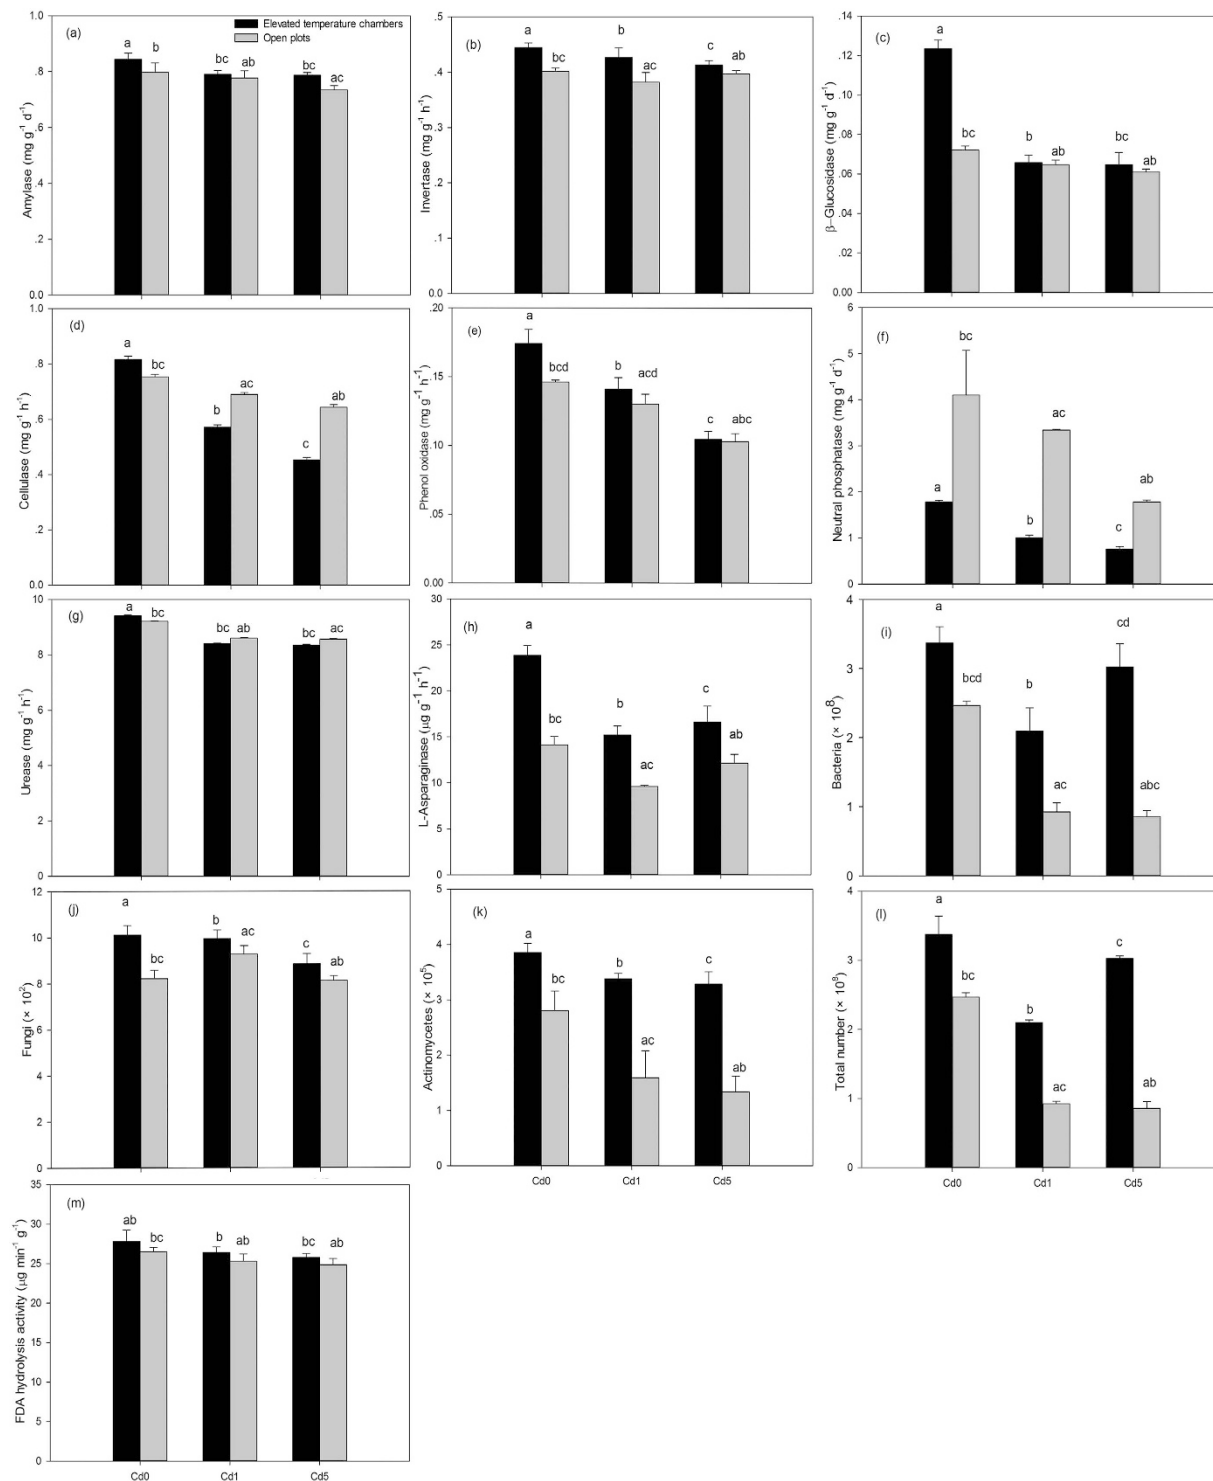 (a)
Elevated temperature chambers
Open plots
Amylase (mg g⁻¹ d⁻¹)
1.0
.8
.6
.4
.2
0.0
a
b
bc
ab
bc
ac
(b)
Invertase (mg g⁻¹ h⁻¹)
.5
.4
.3
.2
.1
0.0
a
bc
b
ac
c
ab
(c)
β-Glucosidase (mg g⁻¹ d⁻¹)
.14
.12
.10
.08
.06
.04
.02
0.00
a
bc
b
ab
bc
ab
(d)
Cellulase (mg g⁻¹ h⁻¹)
1.0
.8
.6
.4
.2
0.0
a
bc
b
ac
c
ab
(e)
Phenol oxidase (mg g⁻¹ h⁻¹)
.20
.15
.10
.05
0.00
a
bcd
b
acd
c
abc
(f)
Neutral phosphatase (mg g⁻¹ d⁻¹)
6
5
4
3
2
1
0
a
bc
b
ac
c
ab
(g)
Urease (mg g⁻¹ h⁻¹)
10
8
6
4
2
0
a
bc
bc
ab
bc
ac
(h)
L-Asparaginase (μg g⁻¹ h⁻¹)
30
25
20
15
10
5
0
a
bc
b
ac
c
ab
(i)
Bacteria (× 10⁸)
4
3
2
1
0
a
bcd
b
ac
cd
abc
(j)
Fungi (× 10²)
12
10
8
6
4
2
0
a
bc
b
ac
c
ab
(k)
Actinomycetes (× 10⁵)
5
4
3
2
1
0
a
bc
b
ac
c
ab
Cd0 Cd1 Cd5
(l)
Total number (× 10⁸)
4
3
2
1
0
a
bc
b
ac
c
ab
Cd0 Cd1 Cd5
(m)
FDA hydrolysis activity (μg min⁻¹ g⁻¹)
35
30
25
20
15
10
5
0
ab
bc
b
ab
bc
ab
Cd0 Cd1 Cd5